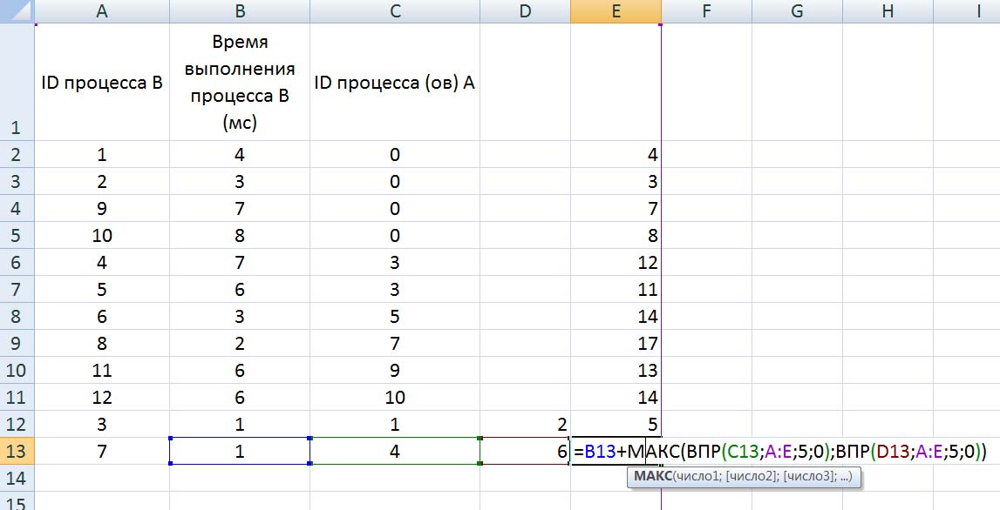 A B C D E F G H I
1 ID процесса B Время выполнения процесса B (мс) ID процесса (ов) A
2 1 4 0 4
3 2 3 0 3
4 9 7 0 7
5 10 8 0 8
6 4 7 3 12
7 5 6 3 11
8 6 3 5 14
9 8 2 7 17
10 11 6 9 13
11 12 6 10 14
12 3 1 1 2 5
13 7 1 4 6 =B13+МАКС(ВПР(C13;A:E;5;0);ВПР(D13;A:E;5;0))
14 МАКС(число1; [число2]; [число3]; ...)
15